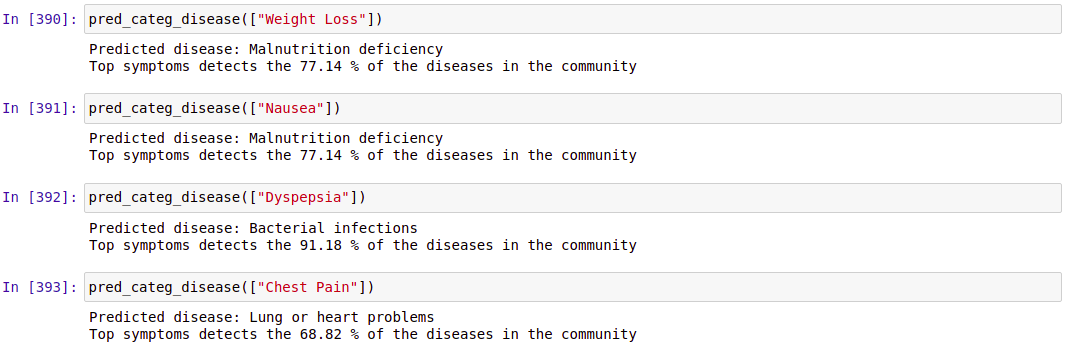 In [390]: pred_categ_disease(["Weight Loss"])
Predicted disease: Malnutrition deficiency
Top symptoms detects the 77.14 % of the diseases in the community
In [391]: pred_categ_disease(["Nausea"])
Predicted disease: Malnutrition deficiency
Top symptoms detects the 77.14 % of the diseases in the community
In [392]: pred_categ_disease(["Dyspepsia"])
Predicted disease: Bacterial infections
Top symptoms detects the 91.18 % of the diseases in the community
In [393]: pred_categ_disease(["Chest Pain"])
Predicted disease: Lung or heart problems
Top symptoms detects the 68.82 % of the diseases in the community